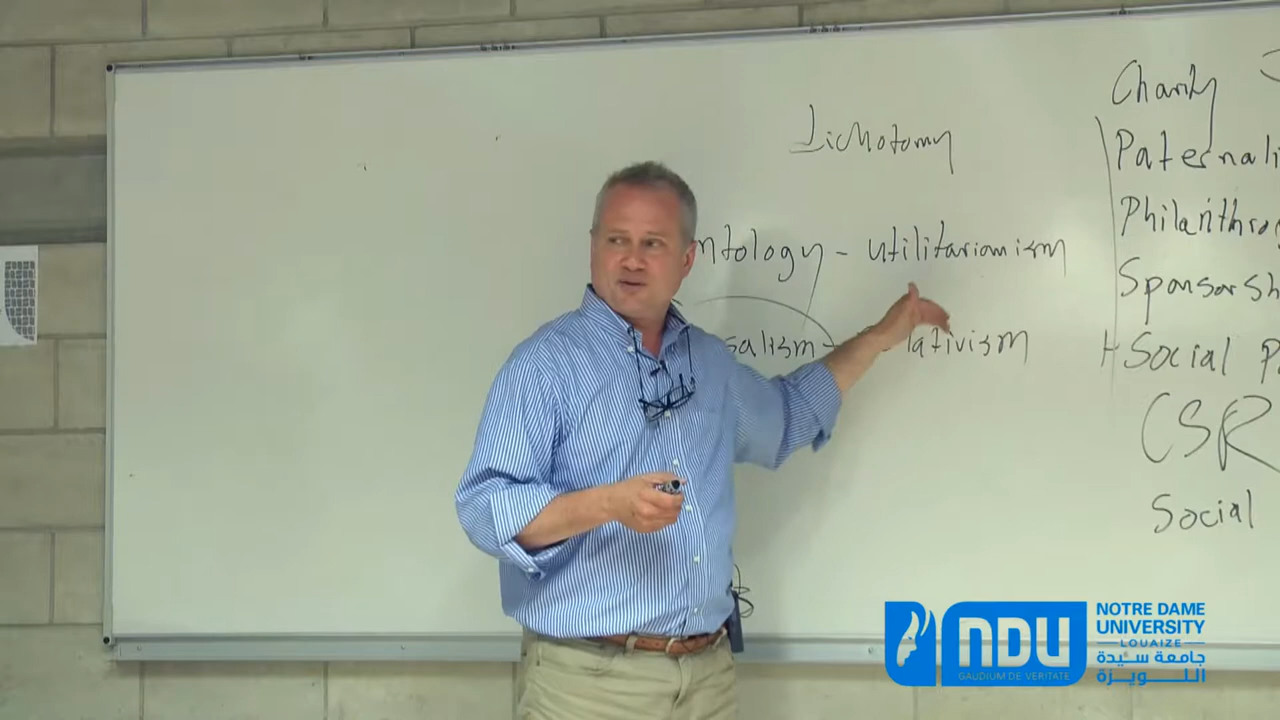 Dichotomy
ntology - utilitarianism
salism - lativism
Charity
Paternali
Philanthro
Sponsorsh
Social P
CSR
Social
NDU
GAUDIUM DE VERITATE
NOTRE DAME
UNIVERSITY
LOUAIZE
جامعة سيدة
اللويزة